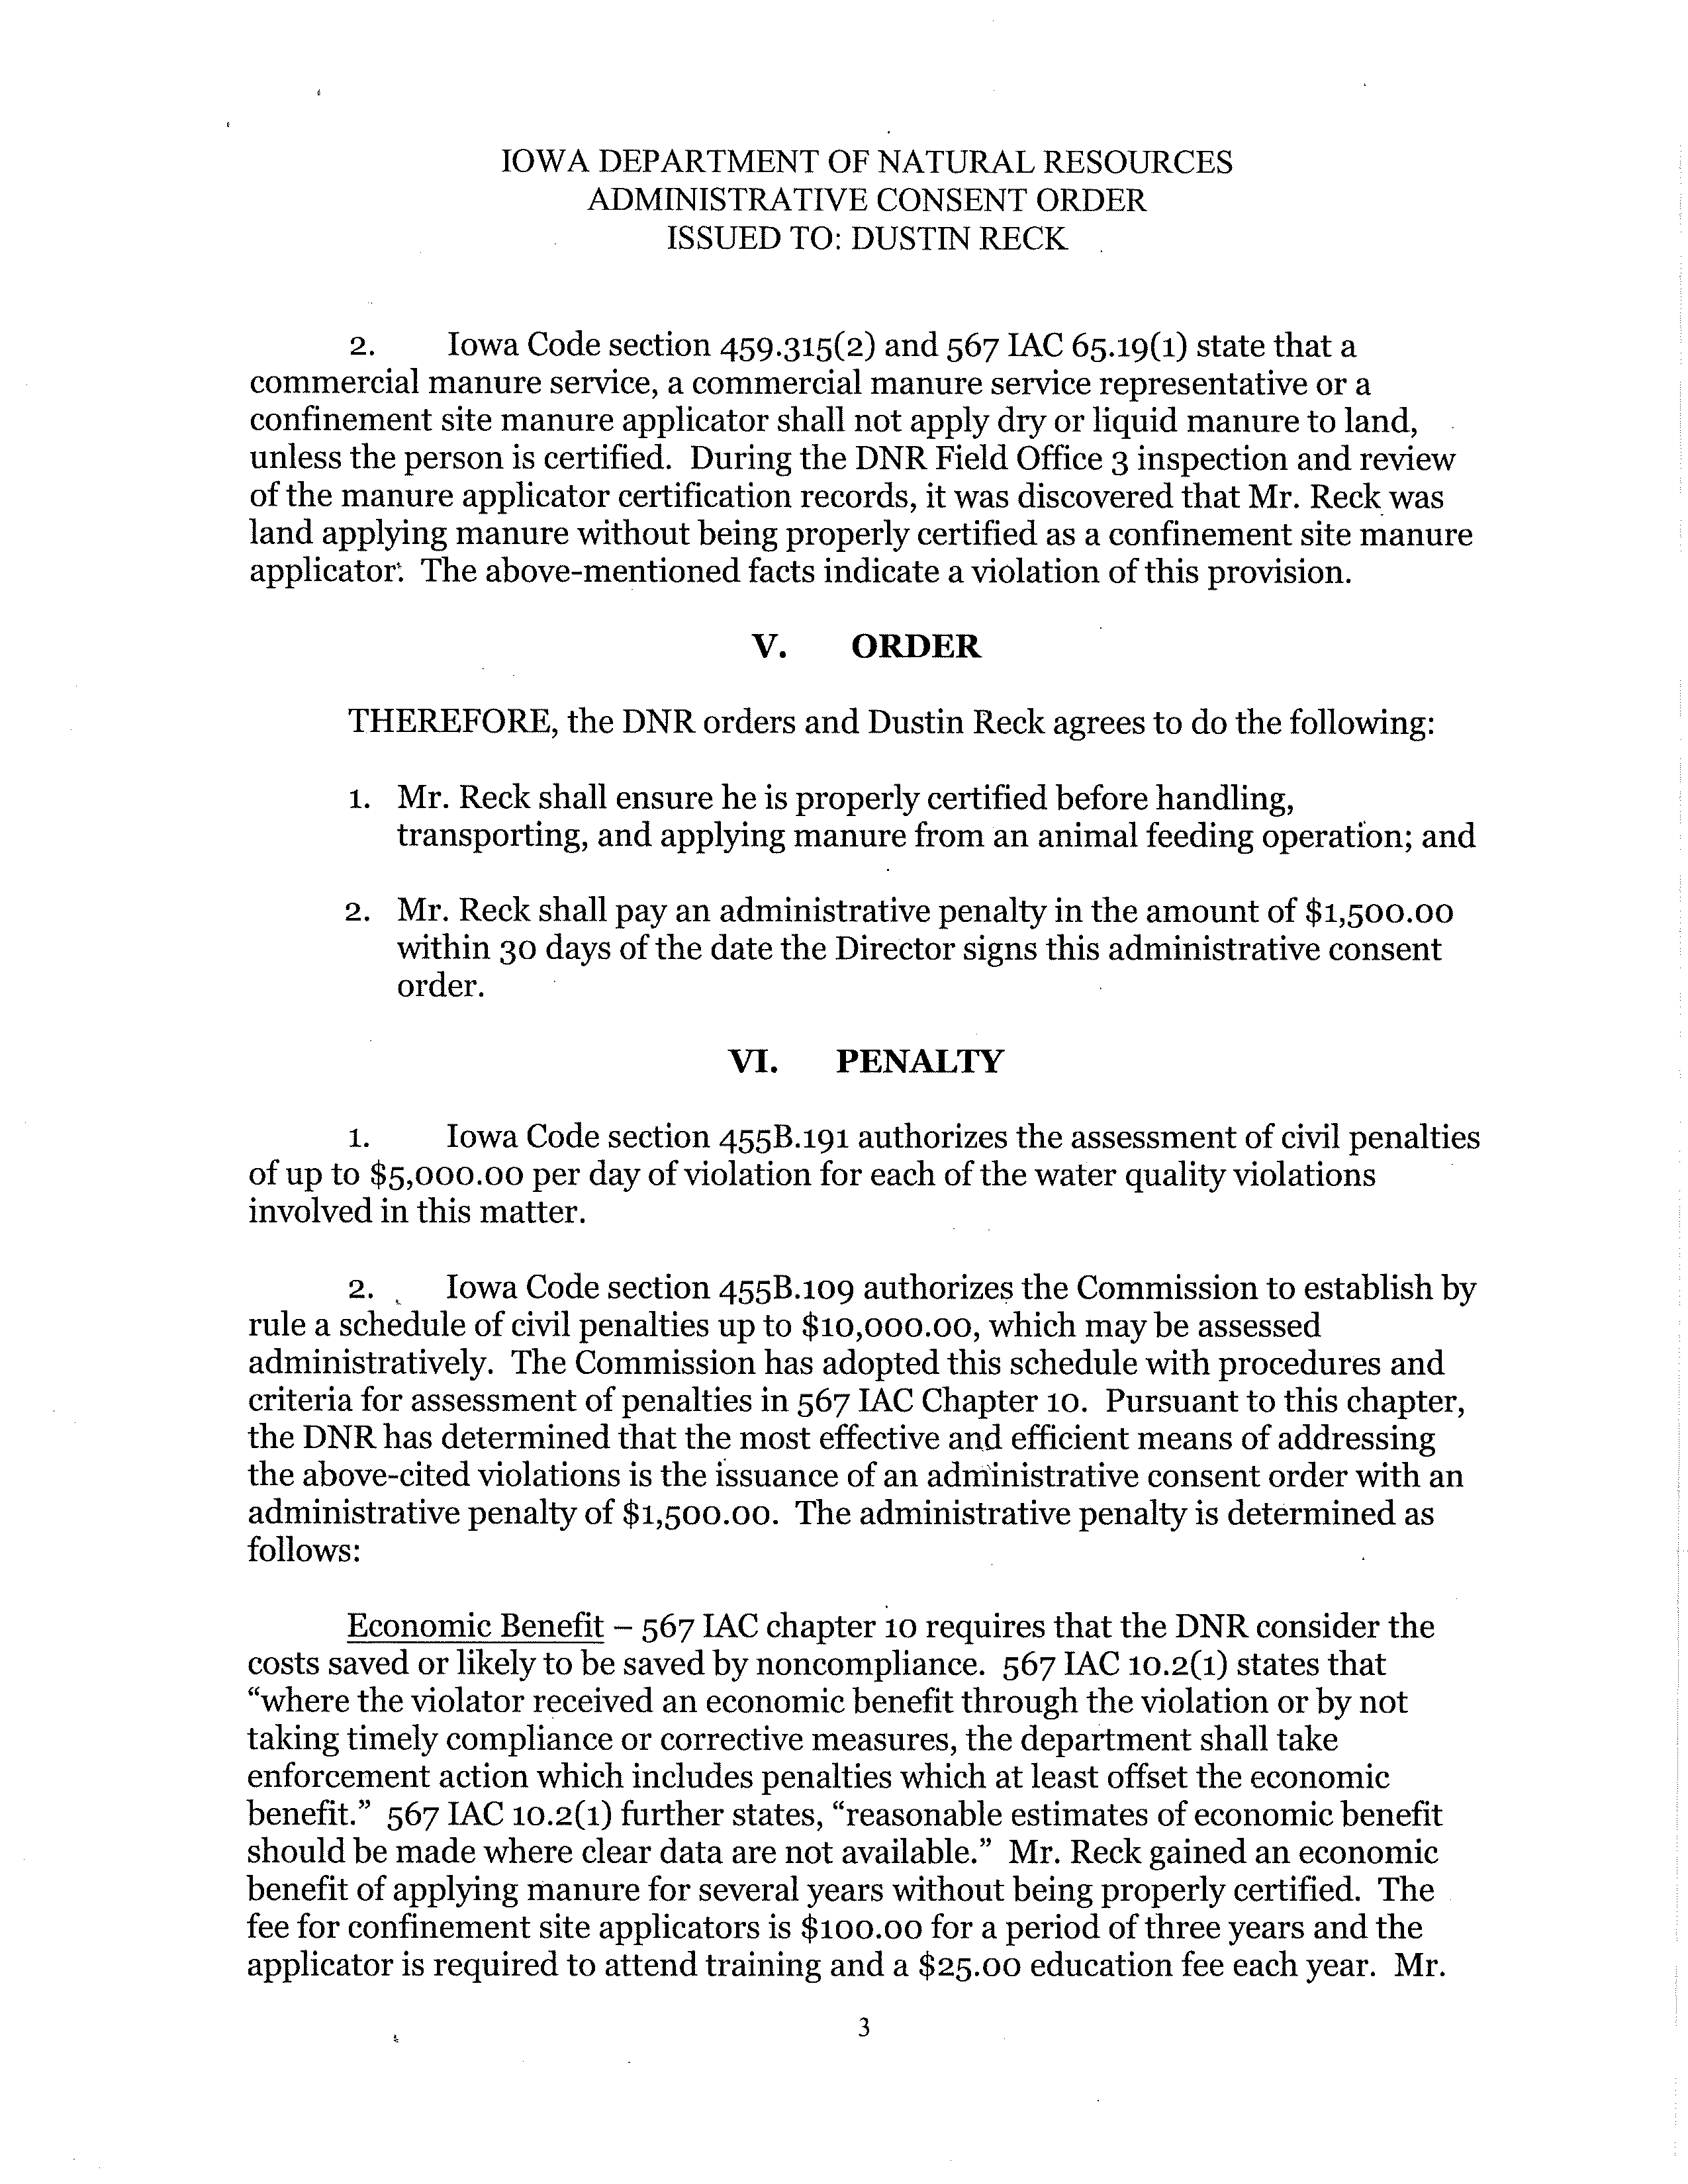 IOWA DEPARTMENT OF NATURAL RESOURCES
ADMINISTRATIVE CONSENT ORDER
ISSUED TO: DUSTIN RECK
2. Iowa Code section 459.315(2) and 567 IAC 65.19(1) state that a
commercial manure service, a commercial manure service representative or a
confinement site manure applicator shall not apply dry or liquid manure to land,
unless the person is certified. During the DNR Field Office 3 inspection and review
of the manure applicator certification records, it was discovered that Mr. Reck was
land applying manure without being properly certified as a confinement site manure
applicator. The above-mentioned facts indicate a violation of this provision.
V. ORDER
THEREFORE, the DNR orders and Dustin Reck agrees to do the following:
1. Mr. Reck shall ensure he is properly certified before handling,
transporting, and applying manure from an animal feeding operation; and
2. Mr. Reck shall pay an administrative penalty in the amount of $1,500.00
within 30 days of the date the Director signs this administrative consent
order.
VI. PENALTY
1. Iowa Code section 455B.191 authorizes the assessment of civil penalties
of up to $5,000.00 per day of violation for each of the water quality violations
involved in this matter.
2. Iowa Code section 455B.109 authorizes the Commission to establish by
rule a schedule of civil penalties up to $10,000.00, which may be assessed
administratively. The Commission has adopted this schedule with procedures and
criteria for assessment of penalties in 567 IAC Chapter 10. Pursuant to this chapter,
the DNR has determined that the most effective and efficient means of addressing
the above-cited violations is the issuance of an administrative consent order with an
administrative penalty of $1,500.00. The administrative penalty is determined as
follows:
Economic Benefit – 567 IAC chapter 10 requires that the DNR consider the
costs saved or likely to be saved by noncompliance. 567 IAC 10.2(1) states that
“where the violator received an economic benefit through the violation or by not
taking timely compliance or corrective measures, the department shall take
enforcement action which includes penalties which at least offset the economic
benefit.” 567 IAC 10.2(1) further states, “reasonable estimates of economic benefit
should be made where clear data are not available.” Mr. Reck gained an economic
benefit of applying manure for several years without being properly certified. The
fee for confinement site applicators is $100.00 for a period of three years and the
applicator is required to attend training and a $25.00 education fee each year. Mr.
3